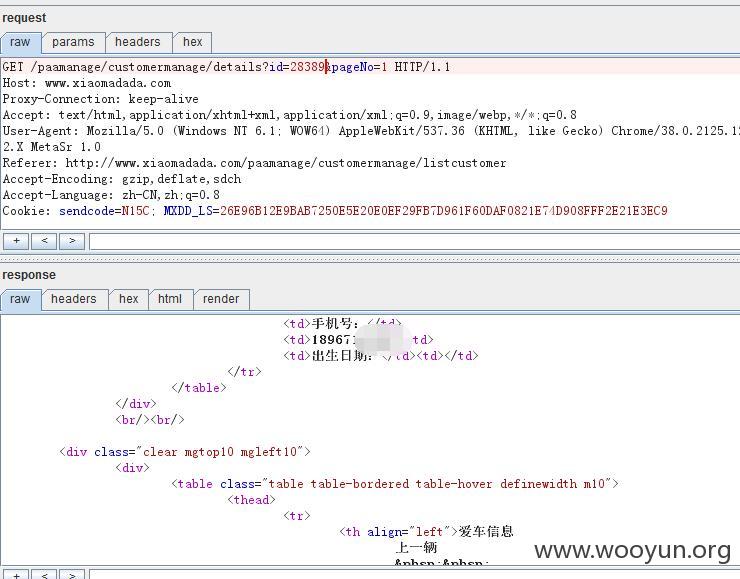 request
raw params headers hex
GET /paamanage/customermanage/details?id=28389&pageNo=1 HTTP/1.1
Host: www.xiaomadada.com
Proxy-Connection: keep-alive
Accept: text/html,application/xhtml+xml,application/xml;q=0.9,image/webp,*/*;q=0.8
User-Agent: Mozilla/5.0 (Windows NT 6.1; WOW64) AppleWebKit/537.36 (KHTML, like Gecko) Chrome/38.0.2125.12
2.X MetaSr 1.0
Referer: http://www.xiaomadada.com/paamanage/customermanage/listcustomer
Accept-Encoding: gzip,deflate,sdch
Accept-Language: zh-CN,zh;q=0.8
Cookie: sendcode=N15C; MXDD_LS=26E96B12E9BAB7250E5E20E0EF29FB7D961F60DAF0821E74D908FFF2E21E3EC9
+ < >
response
raw headers hex html render
<td>手机号：</td>
<td>18967 td>
<td>出生日期：</td><td></td>
</tr>
</table>
</div>
<br/><br/>
<div class="clear mgtop10 mgleft10">
<div>
<table class="table table-bordered table-hover definewidth m10">
<thead>
<tr>
<th align="left">爱车信息
上一辆
&nbsp;&nbsp;
www.wooyun.org
+ < >